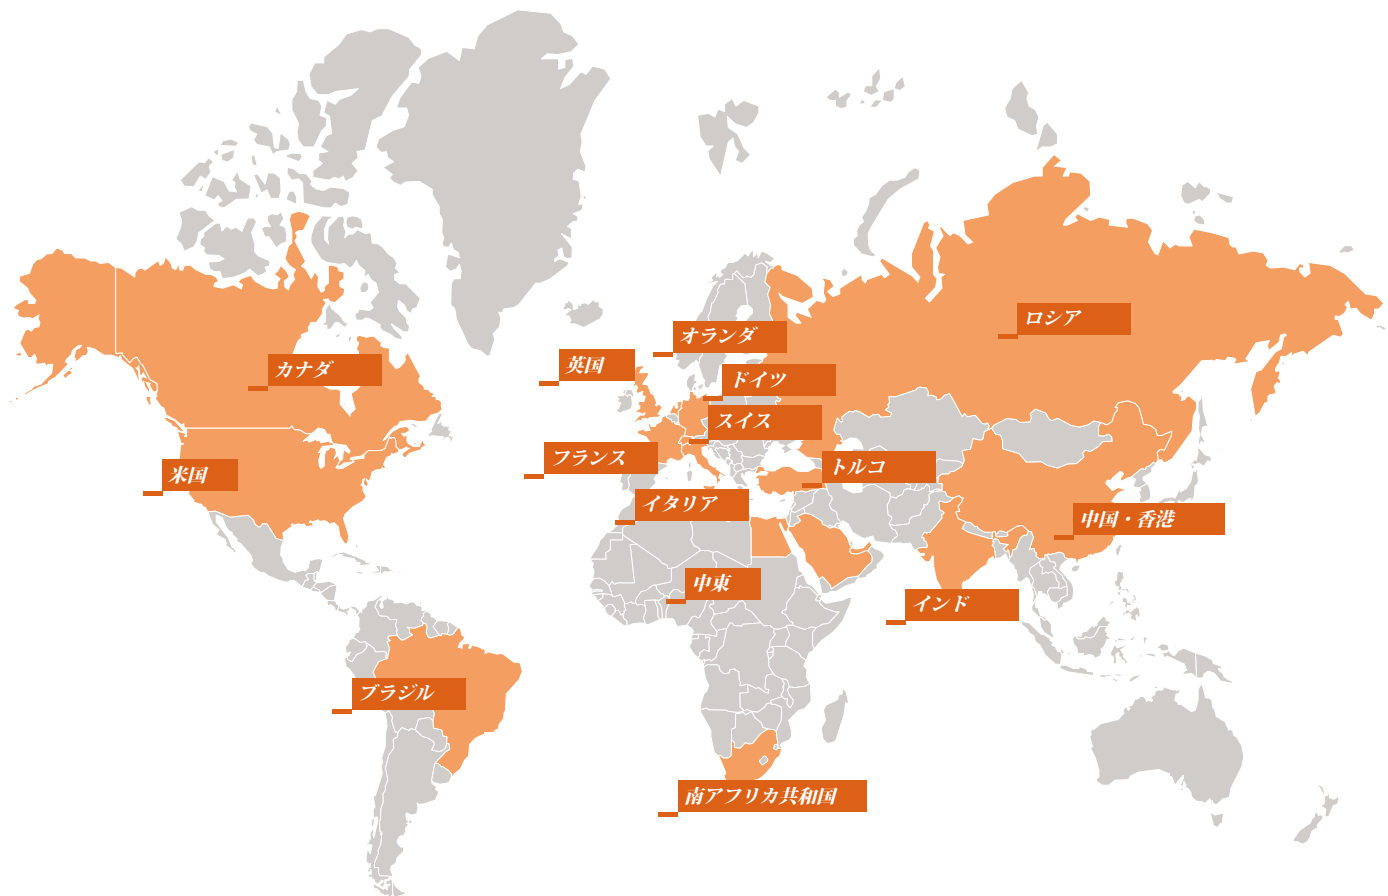 ロシア
オランダ
英国
カナダ
ドイツ
スイス
フランス
トルコ
米国
イタリア
中国・香港
中東
インド
ブラジル
南アフリカ共和国